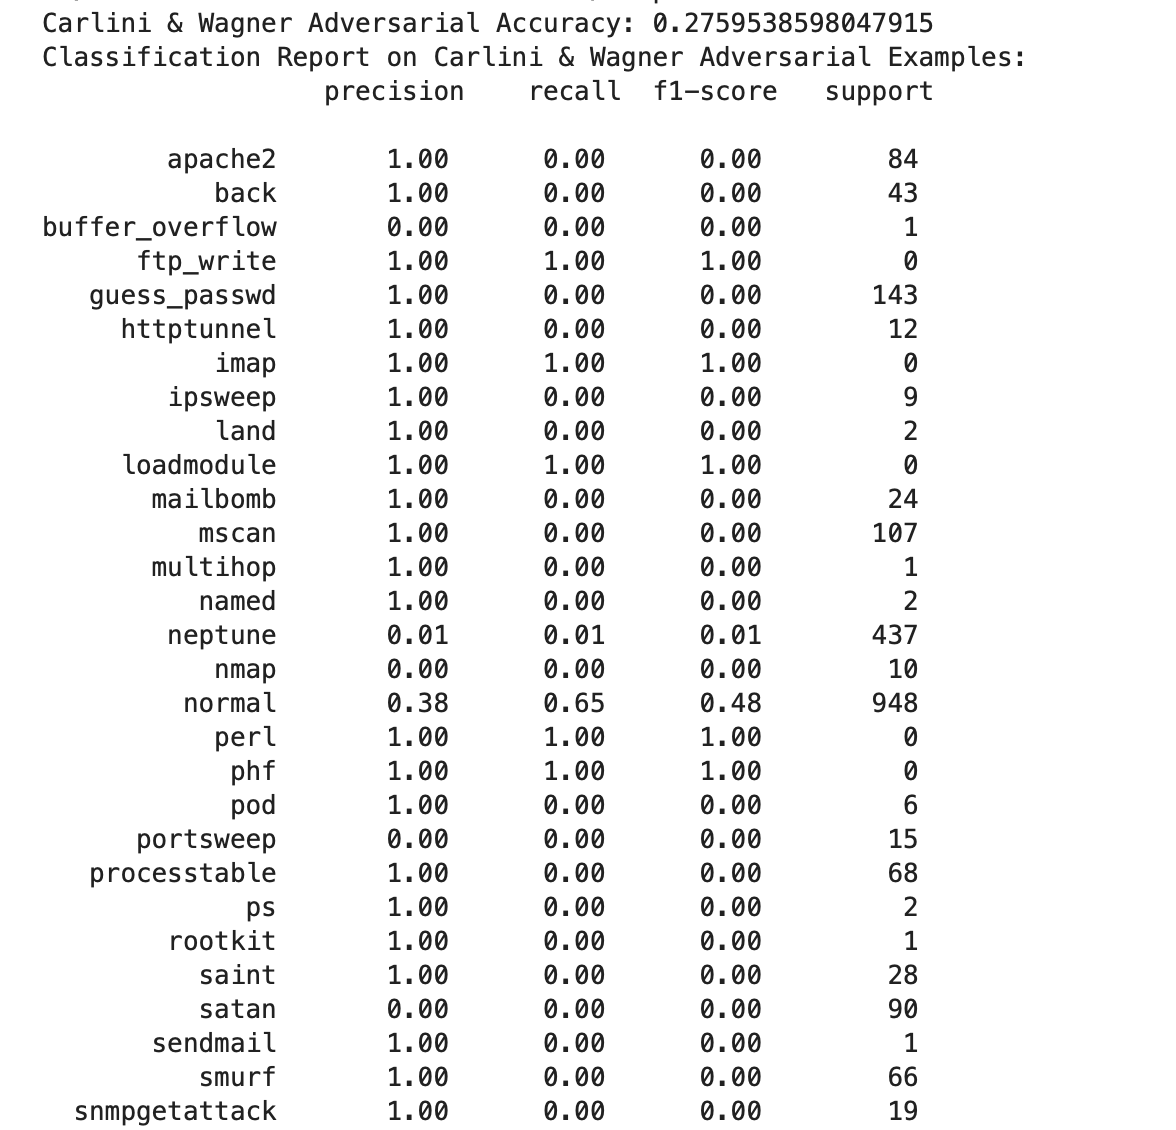 Carlini & Wagner Adversarial Accuracy: 0.2759538598047915
Classification Report on Carlini & Wagner Adversarial Examples:
precision recall f1-score support
apache2 1.00 0.00 0.00 84
back 1.00 0.00 0.00 43
buffer_overflow 0.00 0.00 0.00 1
ftp_write 1.00 1.00 1.00 0
guess_passwd 1.00 0.00 0.00 143
httptunnel 1.00 0.00 0.00 12
imap 1.00 1.00 1.00 0
ipsweep 1.00 0.00 0.00 9
land 1.00 0.00 0.00 2
loadmodule 1.00 1.00 1.00 0
mailbomb 1.00 0.00 0.00 24
mscan 1.00 0.00 0.00 107
multihop 1.00 0.00 0.00 1
named 1.00 0.00 0.00 2
neptune 0.01 0.01 0.01 437
nmap 0.00 0.00 0.00 10
normal 0.38 0.65 0.48 948
perl 1.00 1.00 1.00 0
phf 1.00 1.00 1.00 0
pod 1.00 0.00 0.00 6
portsweep 0.00 0.00 0.00 15
processtable 1.00 0.00 0.00 68
ps 1.00 0.00 0.00 2
rootkit 1.00 0.00 0.00 1
saint 1.00 0.00 0.00 28
satan 0.00 0.00 0.00 90
sendmail 1.00 0.00 0.00 1
smurf 1.00 0.00 0.00 66
snmpgetattack 1.00 0.00 0.00 19